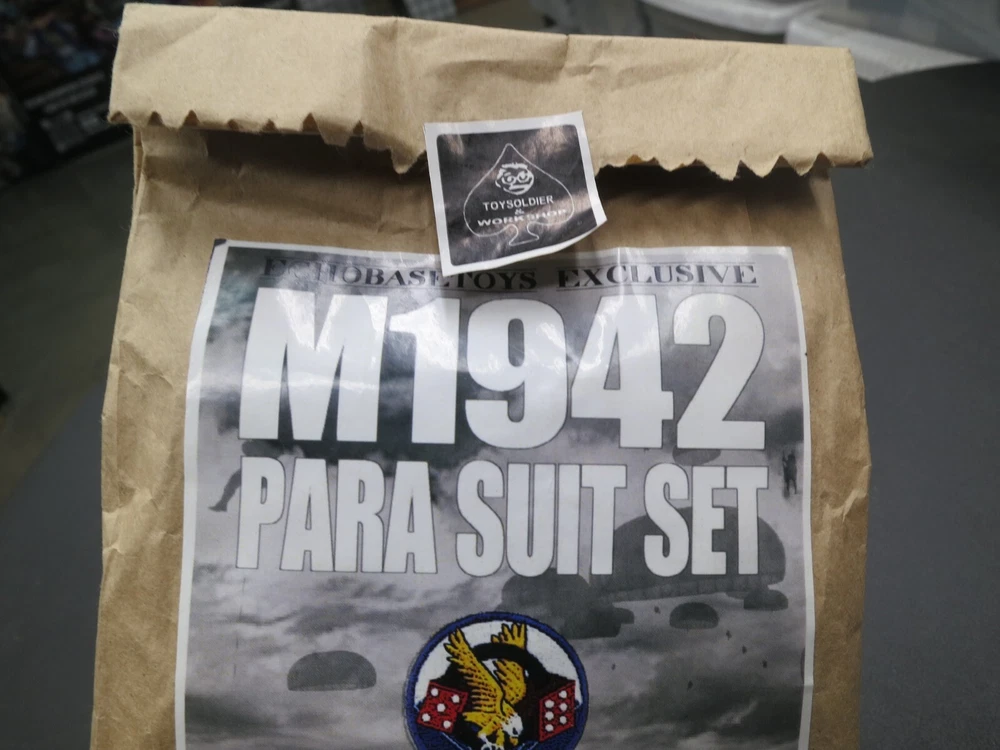 TOYSOLDIER
&
WORKSHOP
ECHOBASETOYS EXCLUSIVE
M1942
PARA SUIT SET